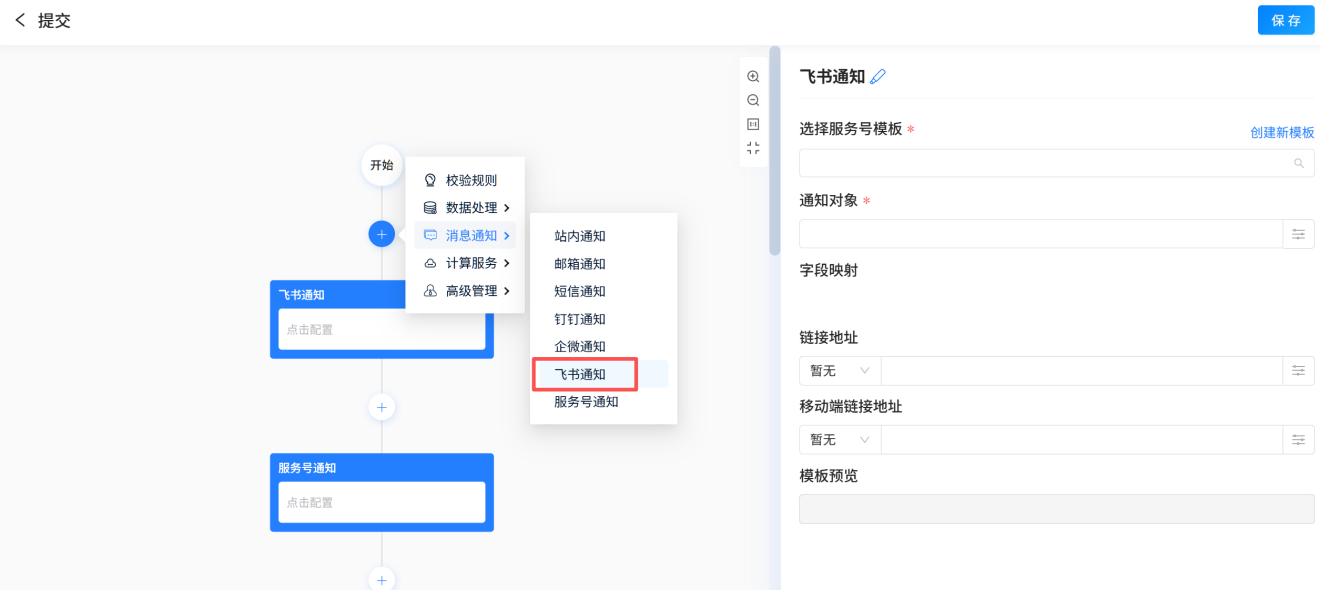 提交
保 存
开始
校验规则
数据处理
消息通知
计算服务
高级管理
站内通知
邮箱通知
短信通知
钉钉通知
企微通知
飞书通知
服务号通知
飞书通知
点击配置
服务号通知
点击配置
飞书通知
选择服务号模板 *
创建新模板
通知对象 *
字段映射
链接地址
暂无
移动端链接地址
暂无
模板预览